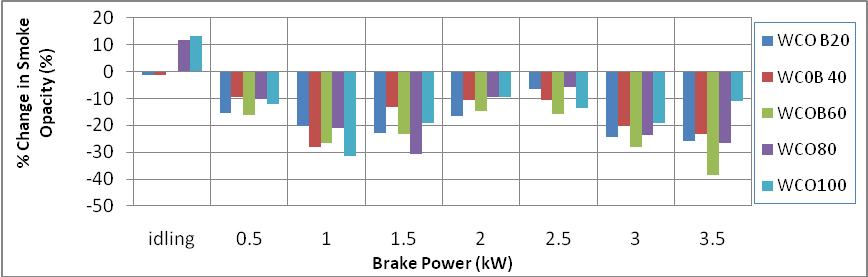 % Change in Smoke
Opacity (%)
20
10
0
-10
-20
-30
-40
-50
idling 0.5 1 1.5 2 2.5 3 3.5
Brake Power (kW)
WCO B20
WC0B 40
WCOB60
WCO80
WCO100